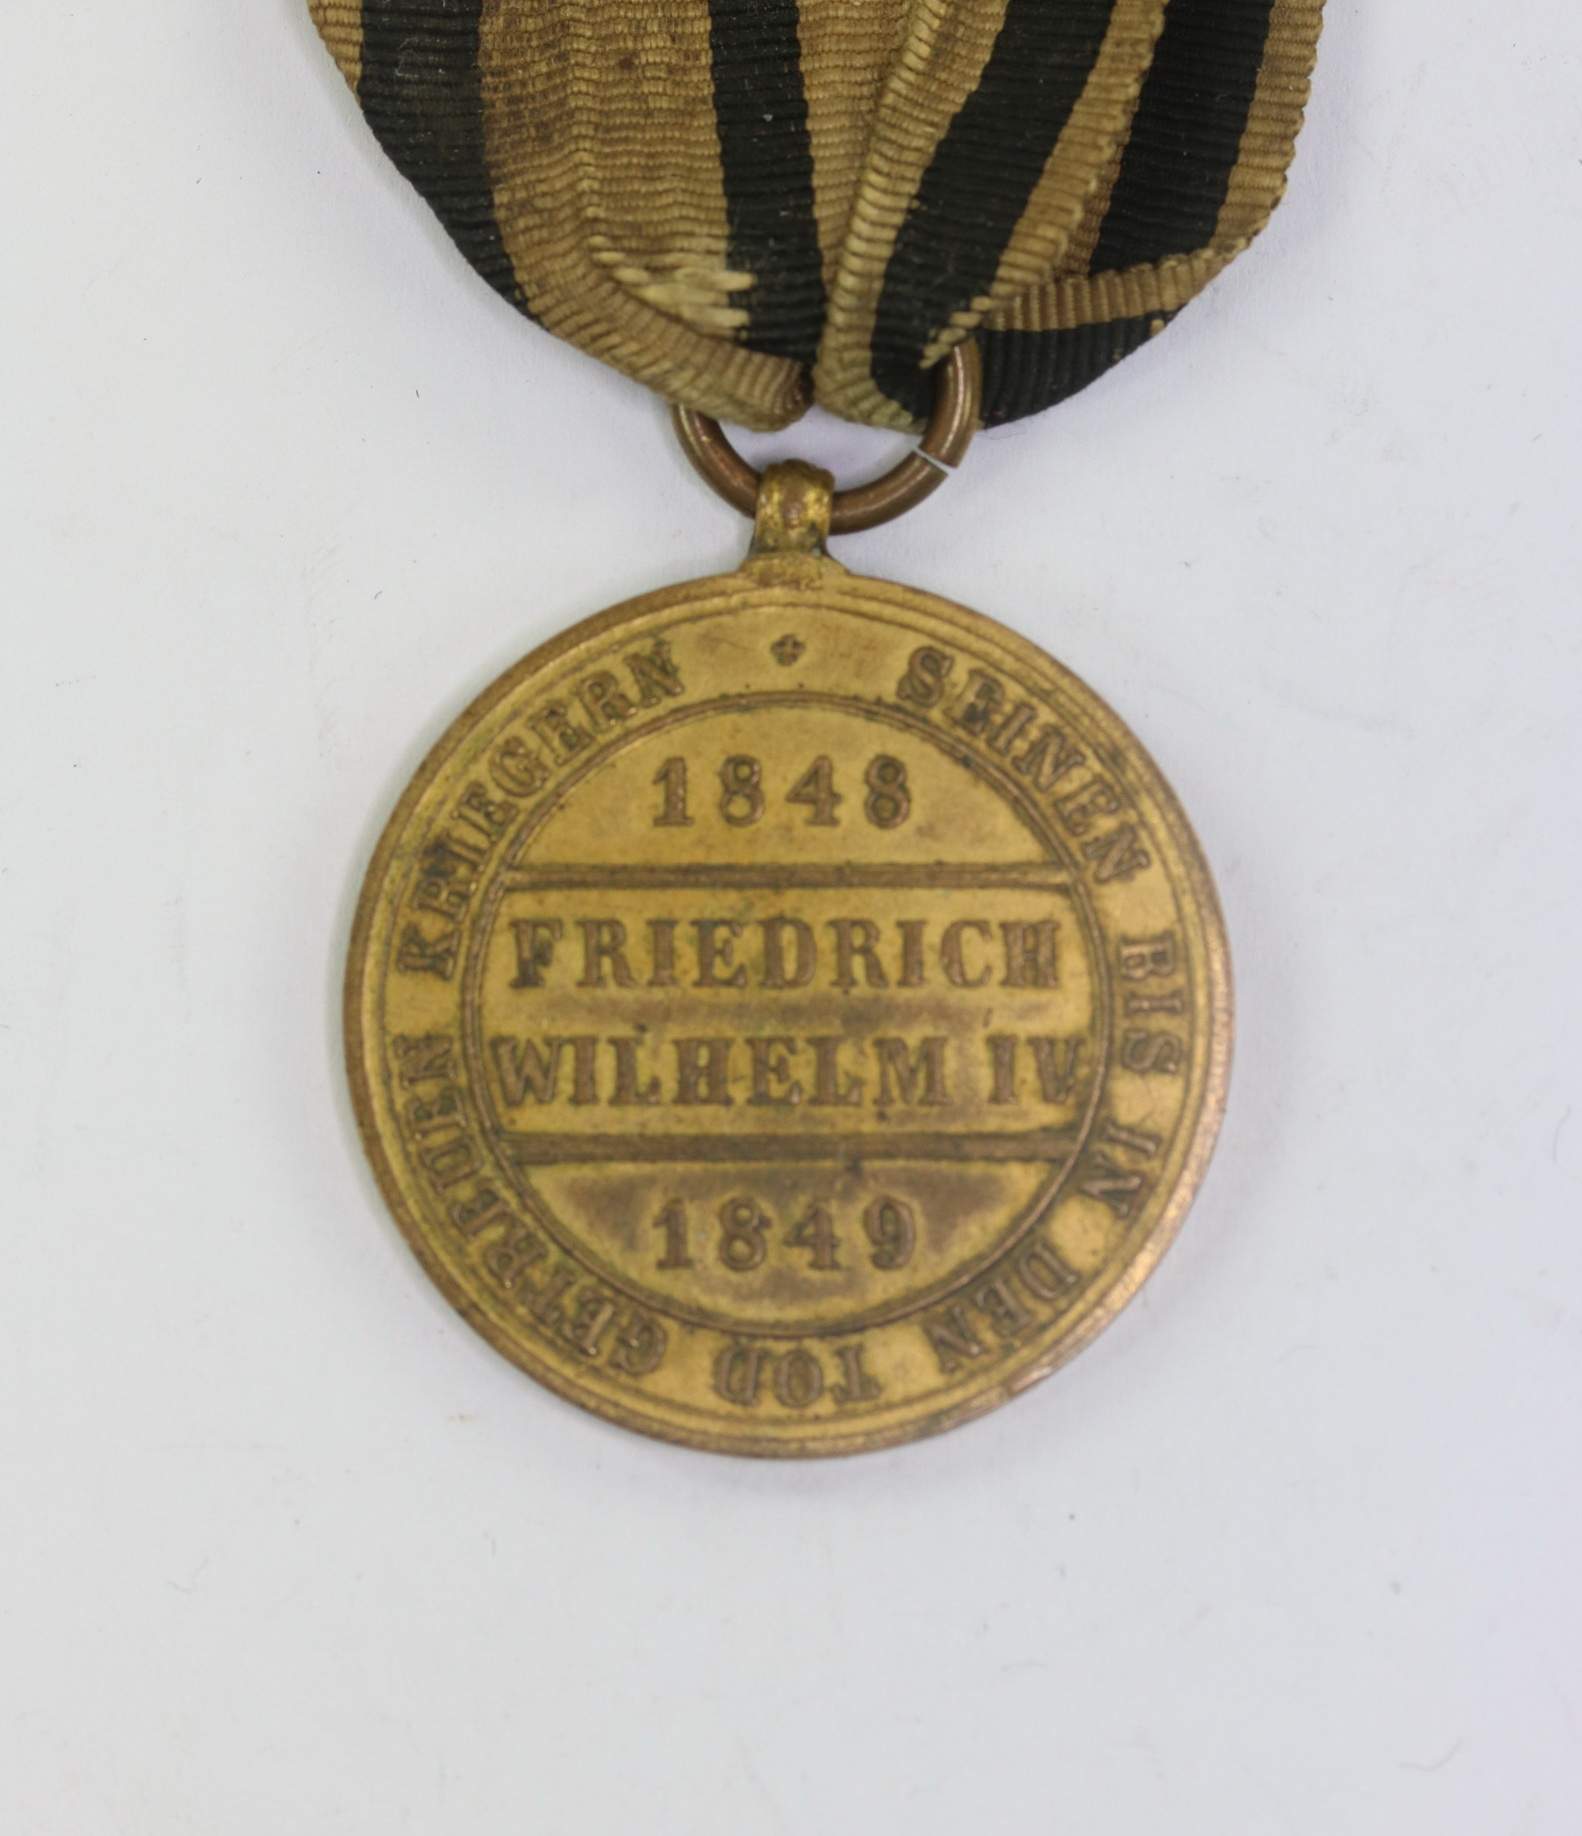 SEINEN BIS IN DEN TOD GETREUEN KRIEGERN
1848
FRIEDRICH
WILHELM IV
1849